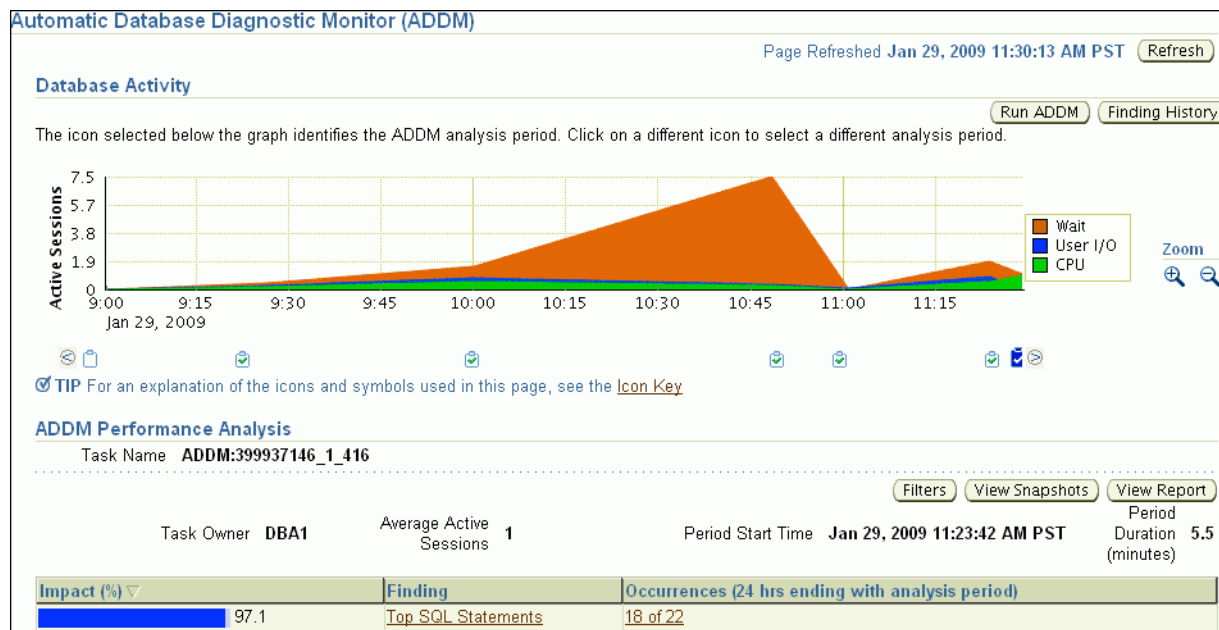 Automatic Database Diagnostic Monitor (ADDM)
Page Refreshed Jan 29, 2009 11:30:13 AM PST Refresh
Database Activity
Run ADDM Finding History
The icon selected below the graph identifies the ADDM analysis period. Click on a different icon to select a different analysis period.
Active Sessions
7.5
5.7
3.8
1.9
0
9:00 9:15 9:30 9:45 10:00 10:15 10:30 10:45 11:00 11:15
Jan 29, 2009
Wait
User I/O
CPU
Zoom
TIP For an explanation of the icons and symbols used in this page, see the Icon Key
ADDM Performance Analysis
Task Name ADDM:399937146_1_416
Filters View Snapshots View Report
Task Owner DBA1
Average Active
Sessions 1
Period Start Time Jan 29, 2009 11:23:42 AM PST
Period
Duration 5.5
(minutes)
Impact (%) Finding Occurrences (24 hrs ending with analysis period)
97.1 Top SQL Statements 18 of 22